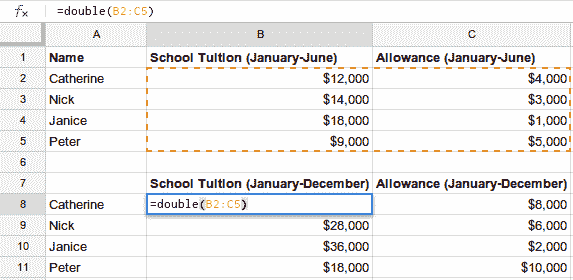 fx =double(B2:C5)
A B C
1 Name School Tuition (January-June) Allowance (January-June)
2 Catherine $12,000 $4,000
3 Nick $14,000 $3,000
4 Janice $18,000 $1,000
5 Peter $9,000 $5,000
6
7 School Tuition (January-December) Allowance (January-December)
8 Catherine =double(B2:C5) $8,000
9 Nick $28,000 $6,000
10 Janice $36,000 $2,000
11 Peter $18,000 $10,000